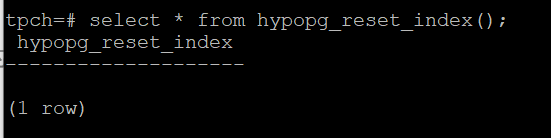 tpch=# select * from hypopg_reset_index();
 hypopg_reset_index
--------------------

(1 row)